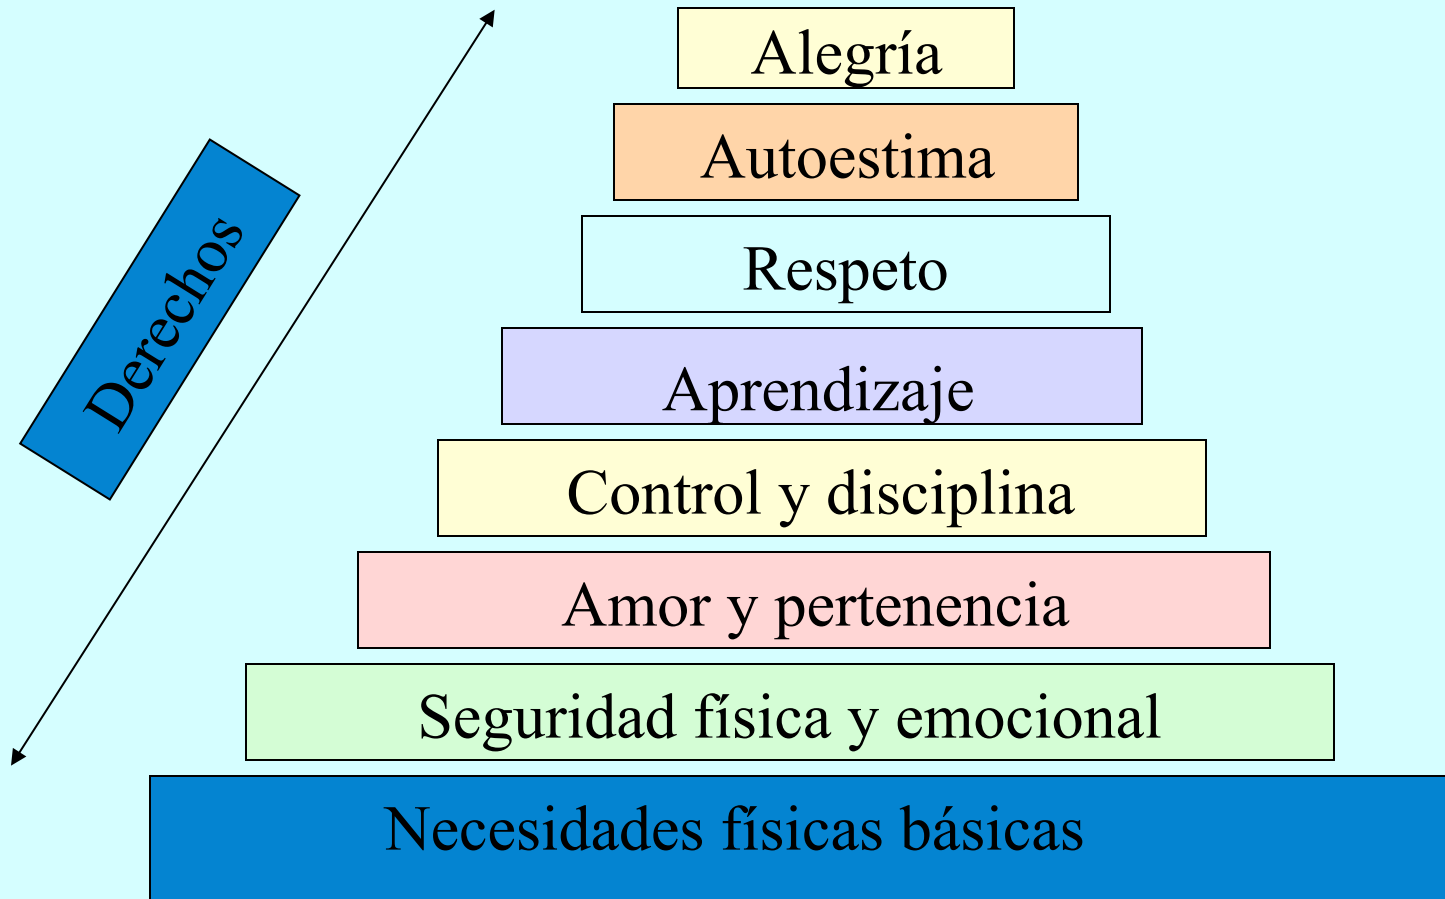 Alegría
Autoestima
Respeto
Aprendizaje
Control y disciplina
Amor y pertenencia
Seguridad física y emocional
Necesidades físicas básicas
Derechos